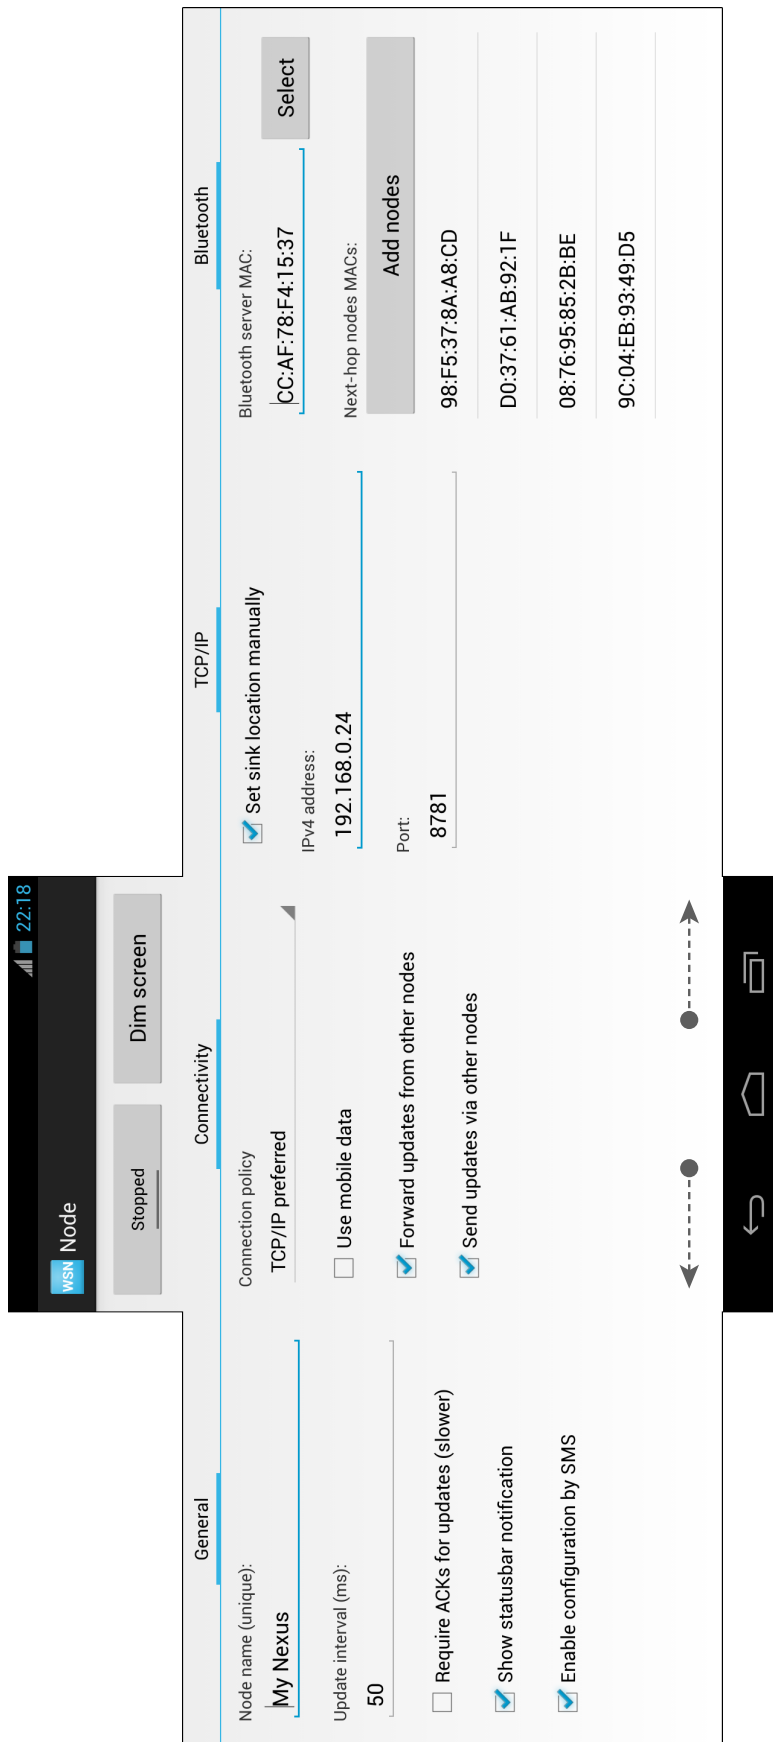 22:18
WSN Node
Stopped
Dim screen
General
Node name (unique):
My Nexus
Update interval (ms):
50
Require ACKs for updates (slower)
Show statusbar notification
Enable configuration by SMS
Connectivity
Connection policy
TCP/IP preferred
Use mobile data
Forward updates from other nodes
Send updates via other nodes
TCP/IP
Set sink location manually
IPv4 address:
192.168.0.24
Port:
8781
Bluetooth
Bluetooth server MAC:
CC:AF:78:F4:15:37
Select
Next-hop nodes MACs:
Add nodes
98:F5:37:8A:A8:CD
D0:37:61:AB:92:1F
08:76:95:85:2B:BE
9C:04:EB:93:49:D5